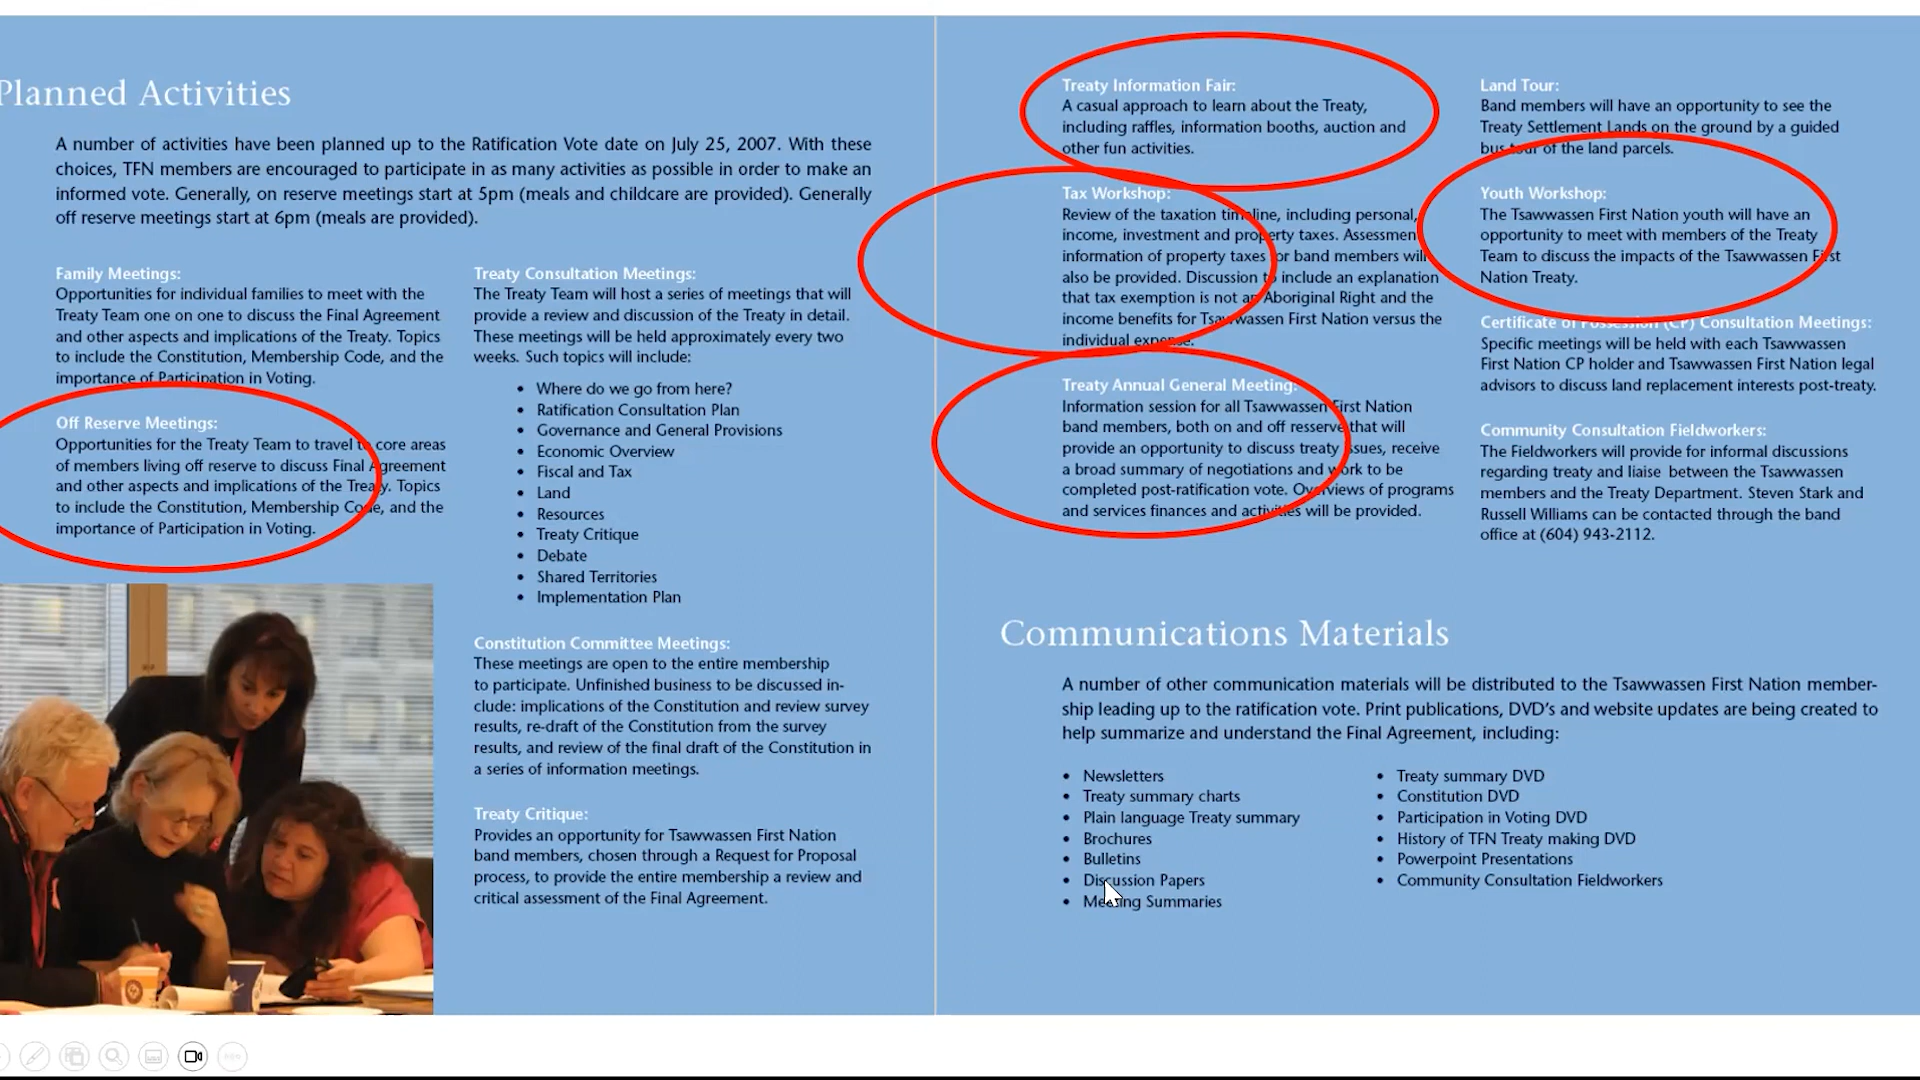 Planned Activities
A number of activities have been planned up to the Ratification Vote date on July 25, 2007. With these
choices, TFN members are encouraged to participate in as many activities as possible in order to make an
informed vote. Generally, on reserve meetings start at 5pm (meals and childcare are provided). Generally
off reserve meetings start at 6pm (meals are provided).
Family Meetings:
Opportunities for individual families to meet with the
Treaty Team one on one to discuss the Final Agreement
and other aspects and implications of the Treaty. Topics
to include the Constitution, Membership Code, and the
importance of Participation in Voting.
Off Reserve Meetings:
Opportunities for the Treaty Team to travel to core areas
of members living off reserve to discuss Final Agreement
and other aspects and implications of the Treaty. Topics
to include the Constitution, Membership Code, and the
importance of Participation in Voting.
Treaty Consultation Meetings:
The Treaty Team will host a series of meetings that will
provide a review and discussion of the Treaty in detail.
These meetings will be held approximately every two
weeks. Such topics will include:
• Where do we go from here?
• Ratification Consultation Plan
• Governance and General Provisions
• Economic Overview
• Fiscal and Tax
• Land
• Resources
• Treaty Critique
• Debate
• Shared Territories
• Implementation Plan
Constitution Committee Meetings:
These meetings are open to the entire membership
to participate. Unfinished business to be discussed in-
clude: implications of the Constitution and review survey
results, re-draft of the Constitution from the survey
results, and review of the final draft of the Constitution in
a series of information meetings.
Treaty Critique:
Provides an opportunity for Tsawwassen First Nation
band members, chosen through a Request for Proposal
process, to provide the entire membership a review and
critical assessment of the Final Agreement.
Treaty Information Fair:
A casual approach to learn about the Treaty,
including raffles, information booths, auction and
other fun activities.
Tax Workshop:
Review of the taxation timeline, including personal,
income, investment and property taxes. Assessment
information of property taxes for band members will
also be provided. Discussion to include an explanation
that tax exemption is not an Aboriginal Right and the
income benefits for Tsawwassen First Nation versus the
individual expense.
Treaty Annual General Meeting:
Information session for all Tsawwassen First Nation
band members, both on and off resserve that will
provide an opportunity to discuss treaty issues, receive
a broad summary of negotiations and work to be
completed post-ratification vote. Overviews of programs
and services finances and activities will be provided.
Land Tour:
Band members will have an opportunity to see the
Treaty Settlement Lands on the ground by a guided
bus tour of the land parcels.
Youth Workshop:
The Tsawwassen First Nation youth will have an
opportunity to meet with members of the Treaty
Team to discuss the impacts of the Tsawwassen First
Nation Treaty.
Certificate of Possession (CP) Consultation Meetings:
Specific meetings will be held with each Tsawwassen
First Nation CP holder and Tsawwassen First Nation legal
advisors to discuss land replacement interests post-treaty.
Community Consultation Fieldworkers:
The Fieldworkers will provide for informal discussions
regarding treaty and liaise between the Tsawwassen
members and the Treaty Department. Steven Stark and
Russell Williams can be contacted through the band
office at (604) 943-2112.
Communications Materials
A number of other communication materials will be distributed to the Tsawwassen First Nation member-
ship leading up to the ratification vote. Print publications, DVD's and website updates are being created to
help summarize and understand the Final Agreement, including:
• Newsletters
• Treaty summary charts
• Plain language Treaty summary
• Brochures
• Bulletins
• Discussion Papers
• Meeting Summaries
• Treaty summary DVD
• Constitution DVD
• Participation in Voting DVD
• History of TFN Treaty making DVD
• Powerpoint Presentations
• Community Consultation Fieldworkers